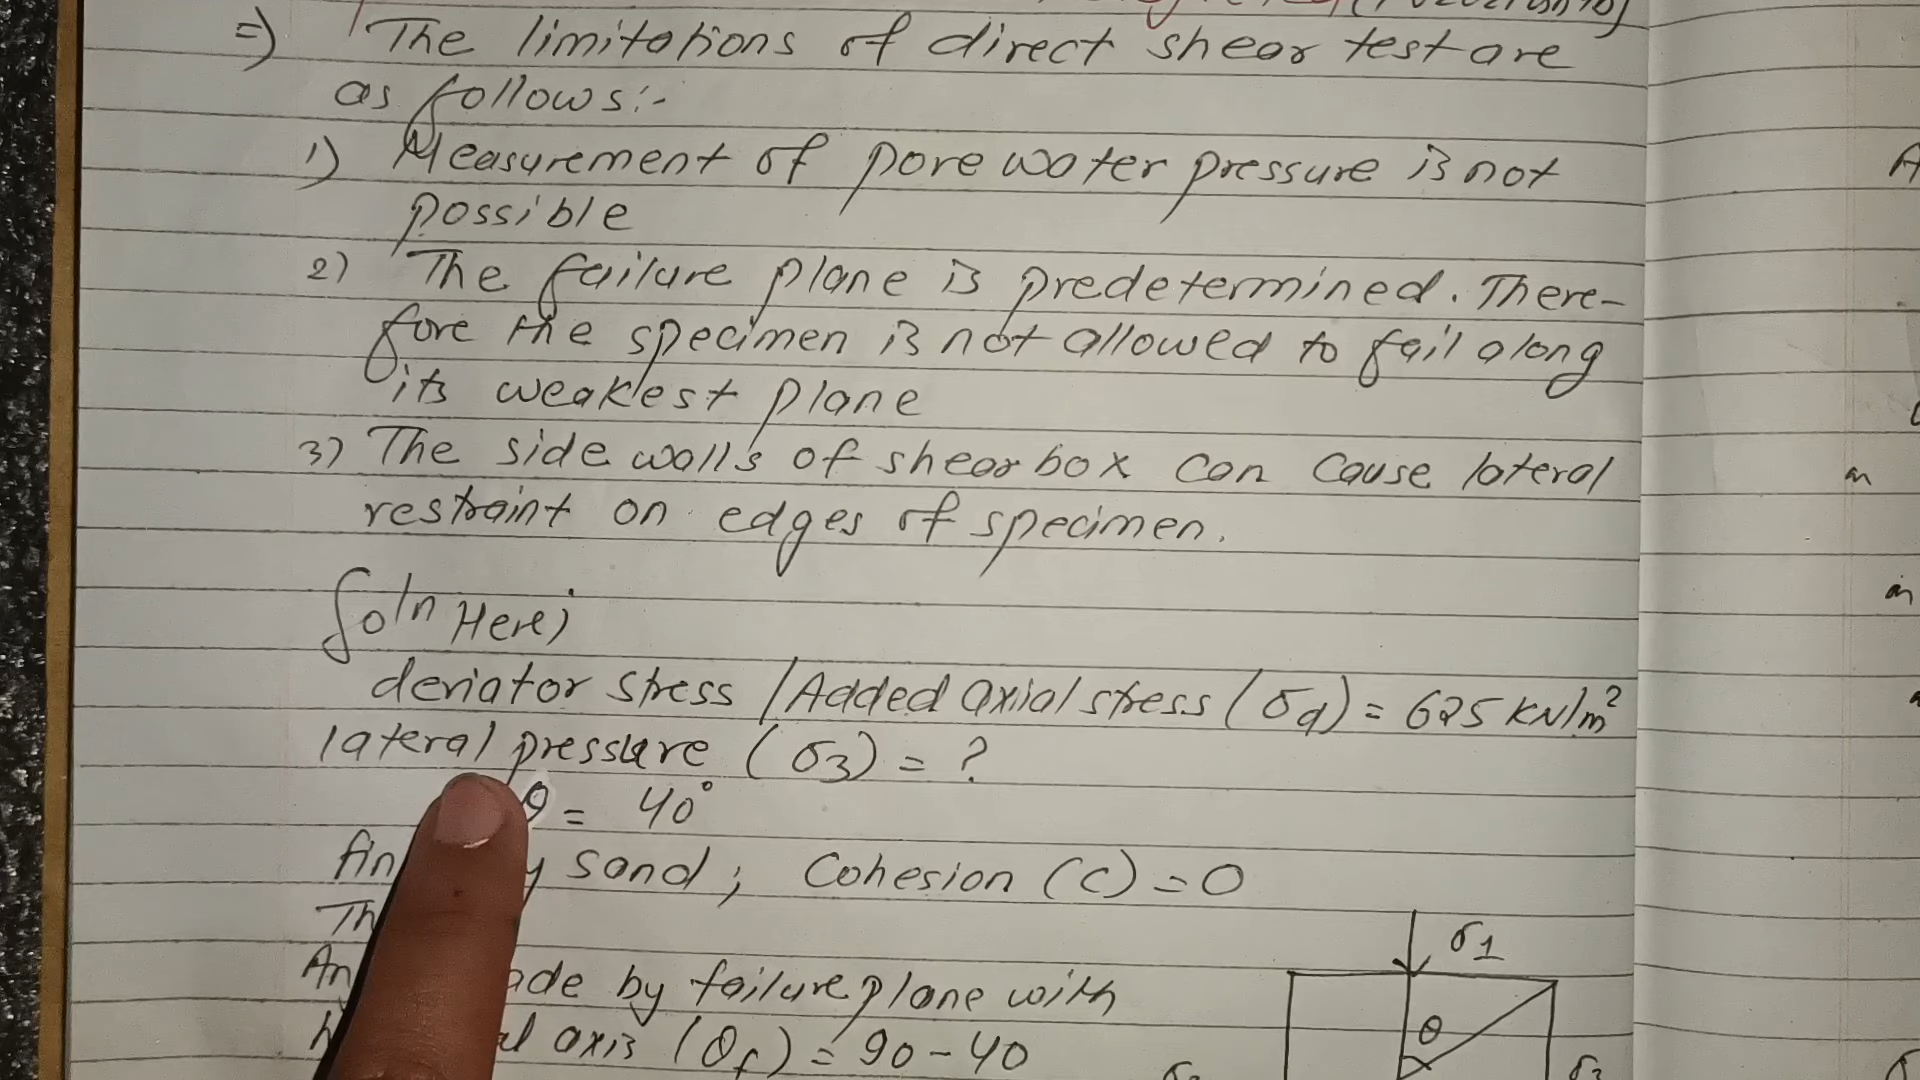 =) The limitations of direct shear test are
as follows:-
1) Measurement of pore water pressure is not
possible
2) The failure plane is predetermined. There-
fore the specimen is not allowed to fail along
its weakest plane
3) The side walls of shear box can cause lateral
restraint on edges of specimen.
Soln Here;
deviator stress / Added axial stress (σd) = 625 KN/m²
lateral pressure (σ3) = ?
θ = 40°
sand; Cohesion (c) = 0
σ1
by failure plane with
axis (θf) = 90-40
θ
σ3